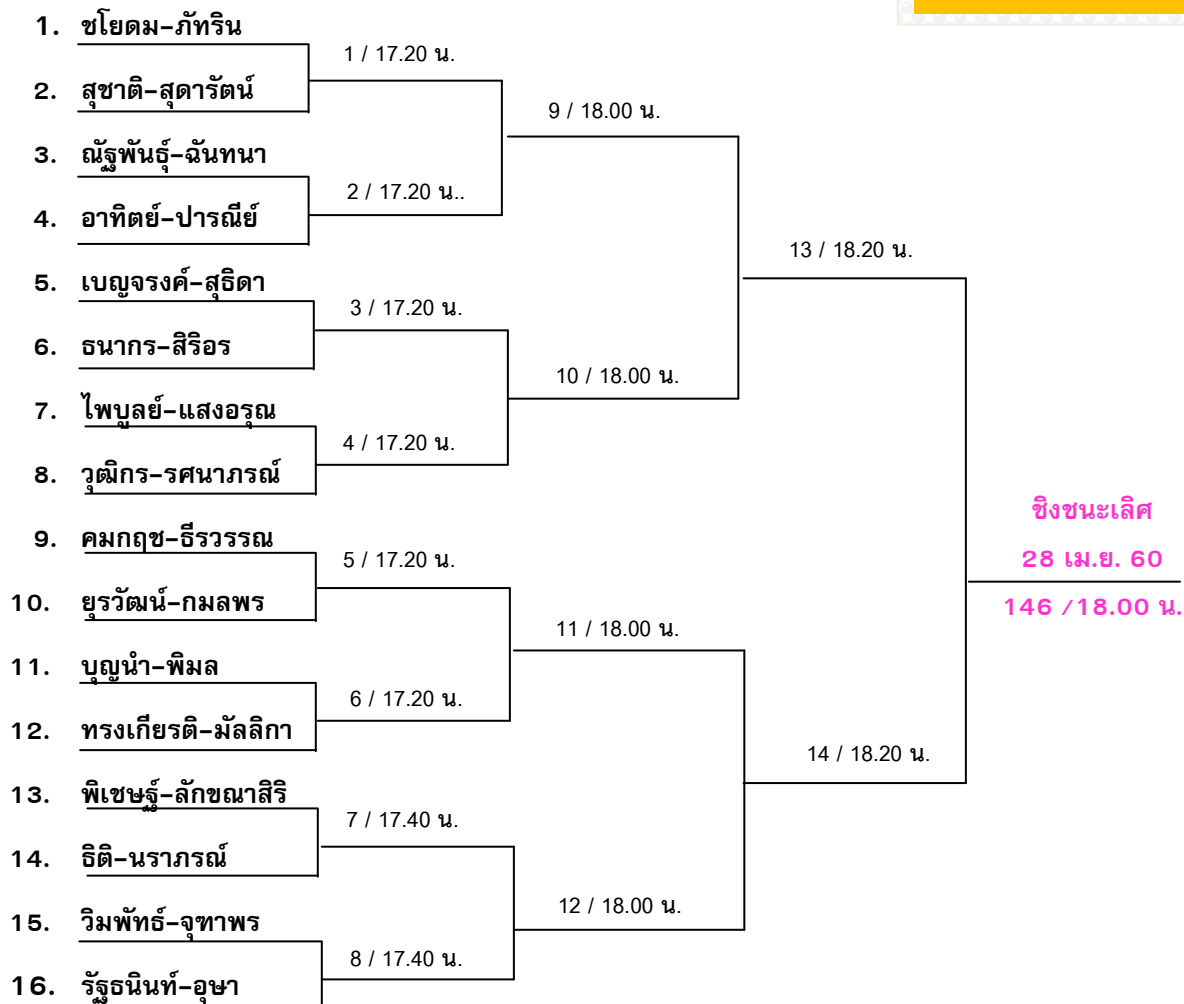 1. ชโยดม-ภัทริน
1 / 17.20 น.
2. สุชาติ-สุดารัตน์
9 / 18.00 น.
3. ณัฐพันธุ์-ฉันทนา
2 / 17.20 น..
4. อาทิตย์-ปารณีย์
13 / 18.20 น.
5. เบญจรงค์-สุธิดา
3 / 17.20 น.
6. ธนากร-สิริอร
10 / 18.00 น.
7. ไพบูลย์-แสงอรุณ
4 / 17.20 น.
8. วุฒิกร-รศนาภรณ์
ชิงชนะเลิศ
28 เม.ย. 60
146 /18.00 น.
9. คมกฤช-ธีรวรรณ
5 / 17.20 น.
10. ยุรวัฒน์-กมลพร
11 / 18.00 น.
11. บุญนำ-พิมล
6 / 17.20 น.
12. ทรงเกียรติ-มัลลิกา
14 / 18.20 น.
13. พิเชษฐ์-ลักขณาสิริ
7 / 17.40 น.
14. ธิติ-นราภรณ์
12 / 18.00 น.
15. วิมพัทธ์-จุฑาพร
8 / 17.40 น.
16. รัฐธนินท์-อุษา